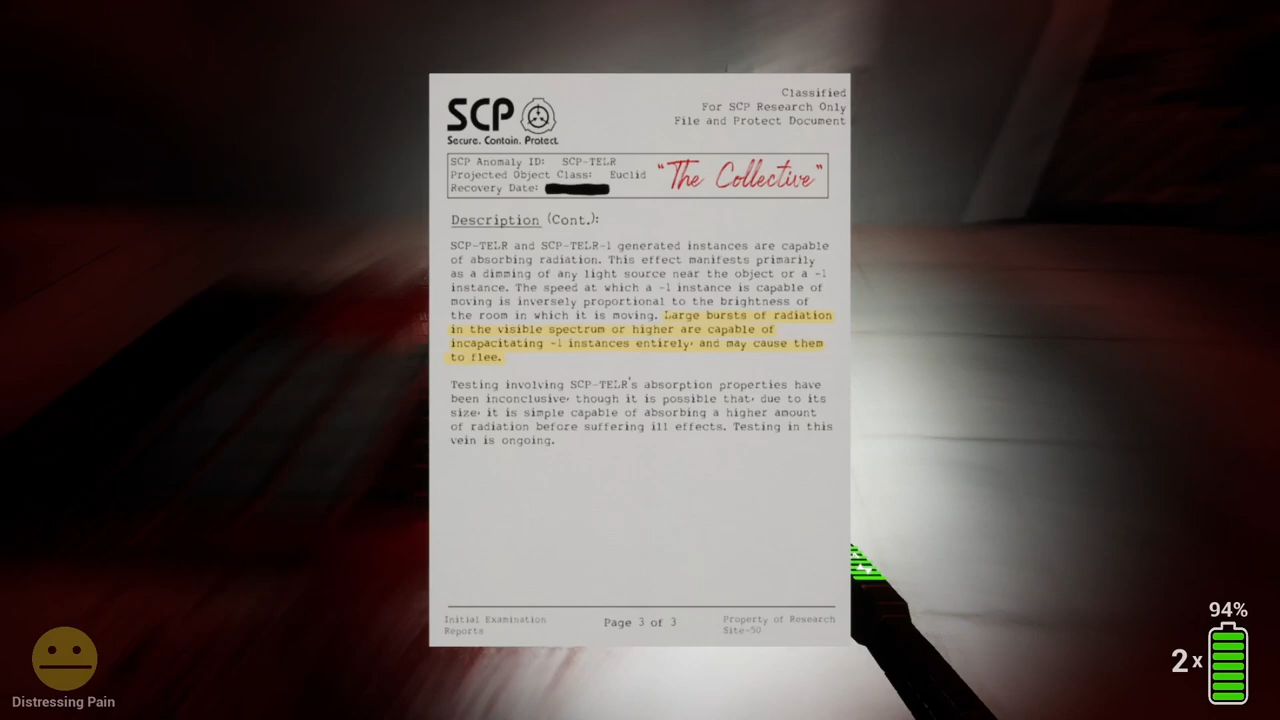 SCP
Secure. Contain. Protect.
Classified
For SCP Research Only
File and Protect Document
SCP Anomaly ID: SCP-TELR
Projected Object Class: Euclid
Recovery Date:
"The Collective"
Description (Cont.):
SCP-TELR and SCP-TELR-1 generated instances are capable
of absorbing radiation. This effect manifests primarily
as a dimming of any light source near the object or a -1
instance. The speed at which a -1 instance is capable of
moving is inversely proportional to the brightness of
the room in which it is moving. Large bursts of radiation
in the visible spectrum or higher are capable of
incapacitating -1 instances entirely, and may cause them
to flee.
Testing involving SCP-TELR's absorption properties have
been inconclusive, though it is possible that, due to its
size, it is simple capable of absorbing a higher amount
of radiation before suffering ill effects. Testing in this
vein is ongoing.
Initial Examination
Reports
Page 3 of 3
Property of Research
Site-50
Distressing Pain
94%
2x